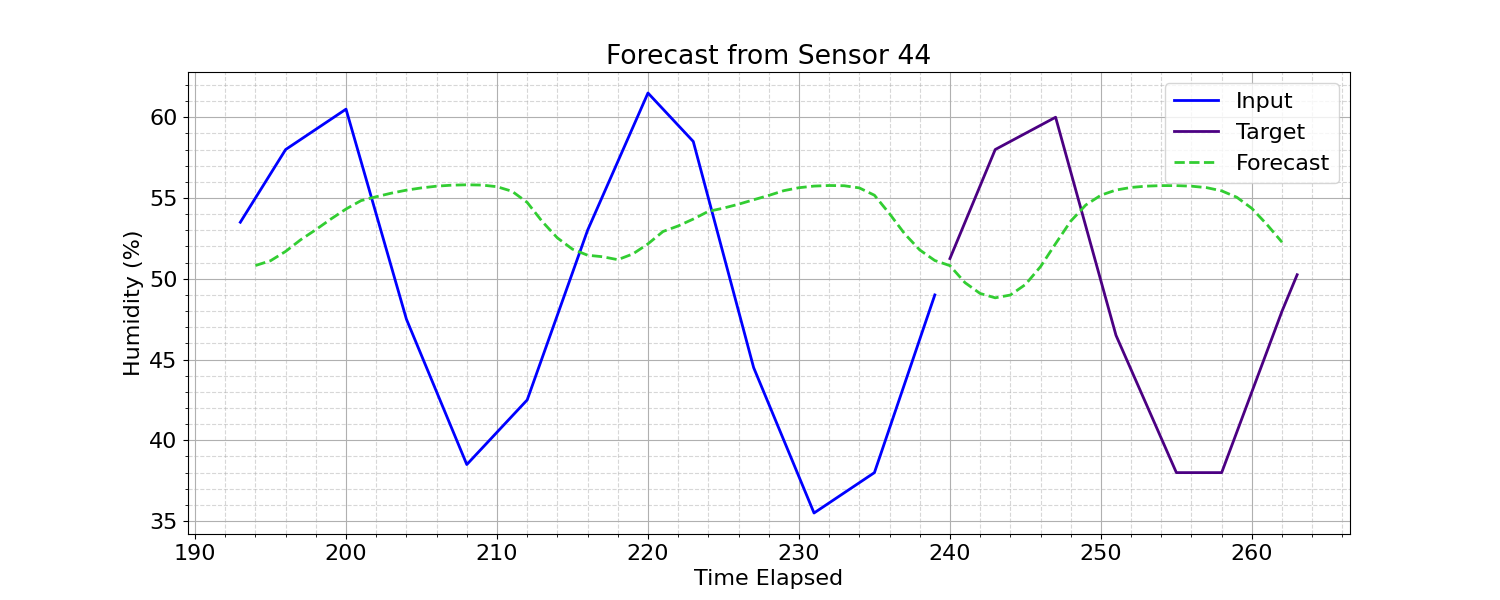 Forecast from Sensor 44
Humidity (%)
60
55
50
45
40
35
Input
Target
Forecast
190 200 210 220 230 240 250 260
Time Elapsed